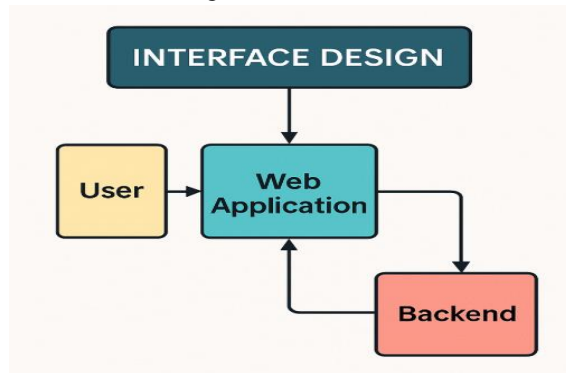 INTERFACE DESIGN
User
Web
Application
Backend